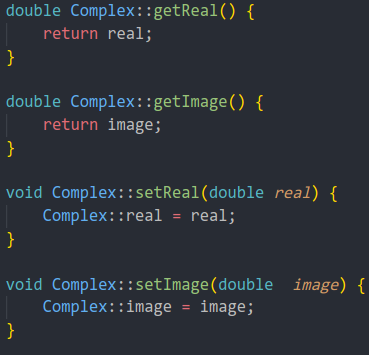 double Complex::getReal() {
    return real;
}

double Complex::getImage() {
    return image;
}

void Complex::setReal(double real) {
    Complex::real = real;
}

void Complex::setImage(double  image) {
    Complex::image = image;
}